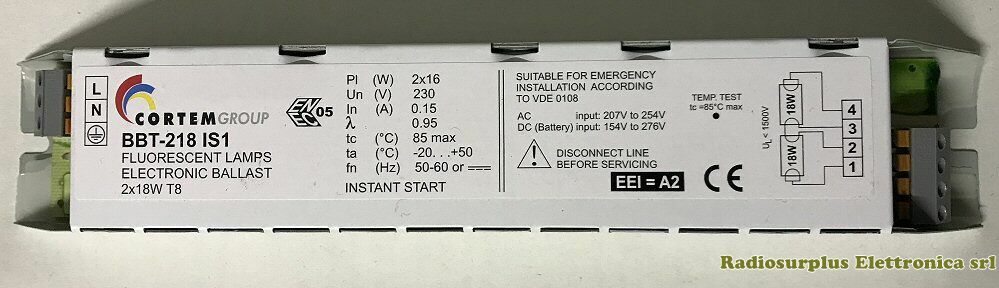 L
N
CORTEMGROUP
BBT-218 IS1
FLUORESCENT LAMPS
ELECTRONIC BALLAST
2x18W T8
ENEC 05
Pl (W) 2x16
Un (V) 230
In (A) 0.15
λ 0.95
tc (°C) 85 max
ta (°C) -20...+50
fn (Hz) 50-60 or ===
INSTANT START
SUITABLE FOR EMERGENCY
INSTALLATION ACCORDING
TO VDE 0108
AC input: 207V to 254V
DC (Battery) input: 154V to 276V
DISCONNECT LINE
BEFORE SERVICING
EEI = A2
CE
TEMP. TEST
tc =85°C max
UL < 1500V
18W
18W
4
3
2
1
Radiosurplus Elettronica srl